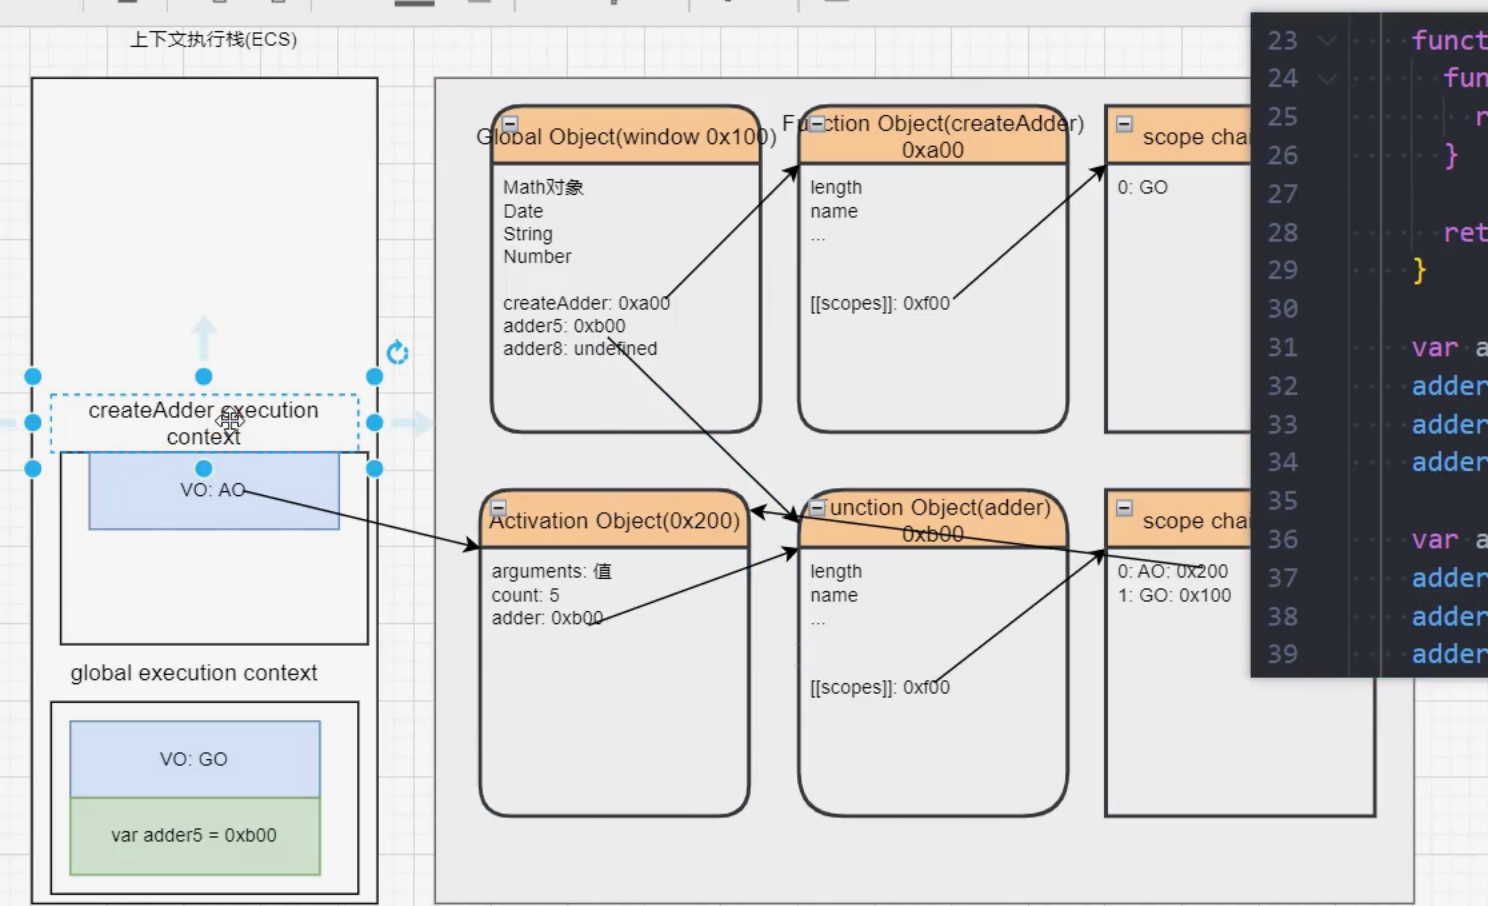 上下文执行栈(ECS)
createAdder execution
context
VO: AO
global execution context
VO: GO
var adder5 = 0xb00
Global Object(window 0x100)
Math对象
Date
String
Number
createAdder: 0xa00
adder5: 0xb00
adder8: undefined
Function Object(createAdder)
0xa00
length
name
...
[[scopes]]: 0xf00
scope chai
0: GO
Activation Object(0x200)
arguments: 值
count: 5
adder: 0xb00
unction Object(adder)
0xb00
length
name
...
[[scopes]]: 0xf00
scope chai
0: AO: 0x200
1: GO: 0x100
23 funct
24 fun
25 r
26 }
27
28 ret
29 }
30
31 var a
32 adder
33 adder
34 adder
35
36 var a
37 adder
38 adder
39 adder